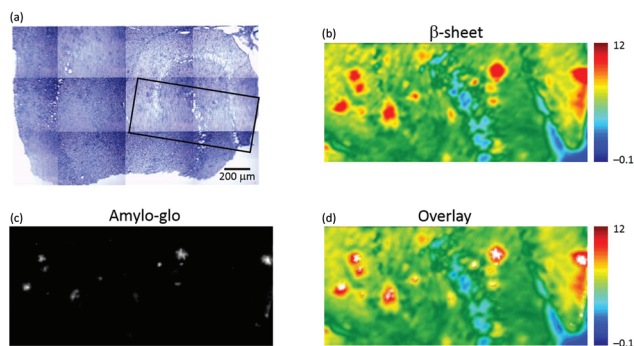 (a)
200 μm
(b)
β-sheet
12
–0.1
(c)
Amylo-glo
(d)
Overlay
12
–0.1